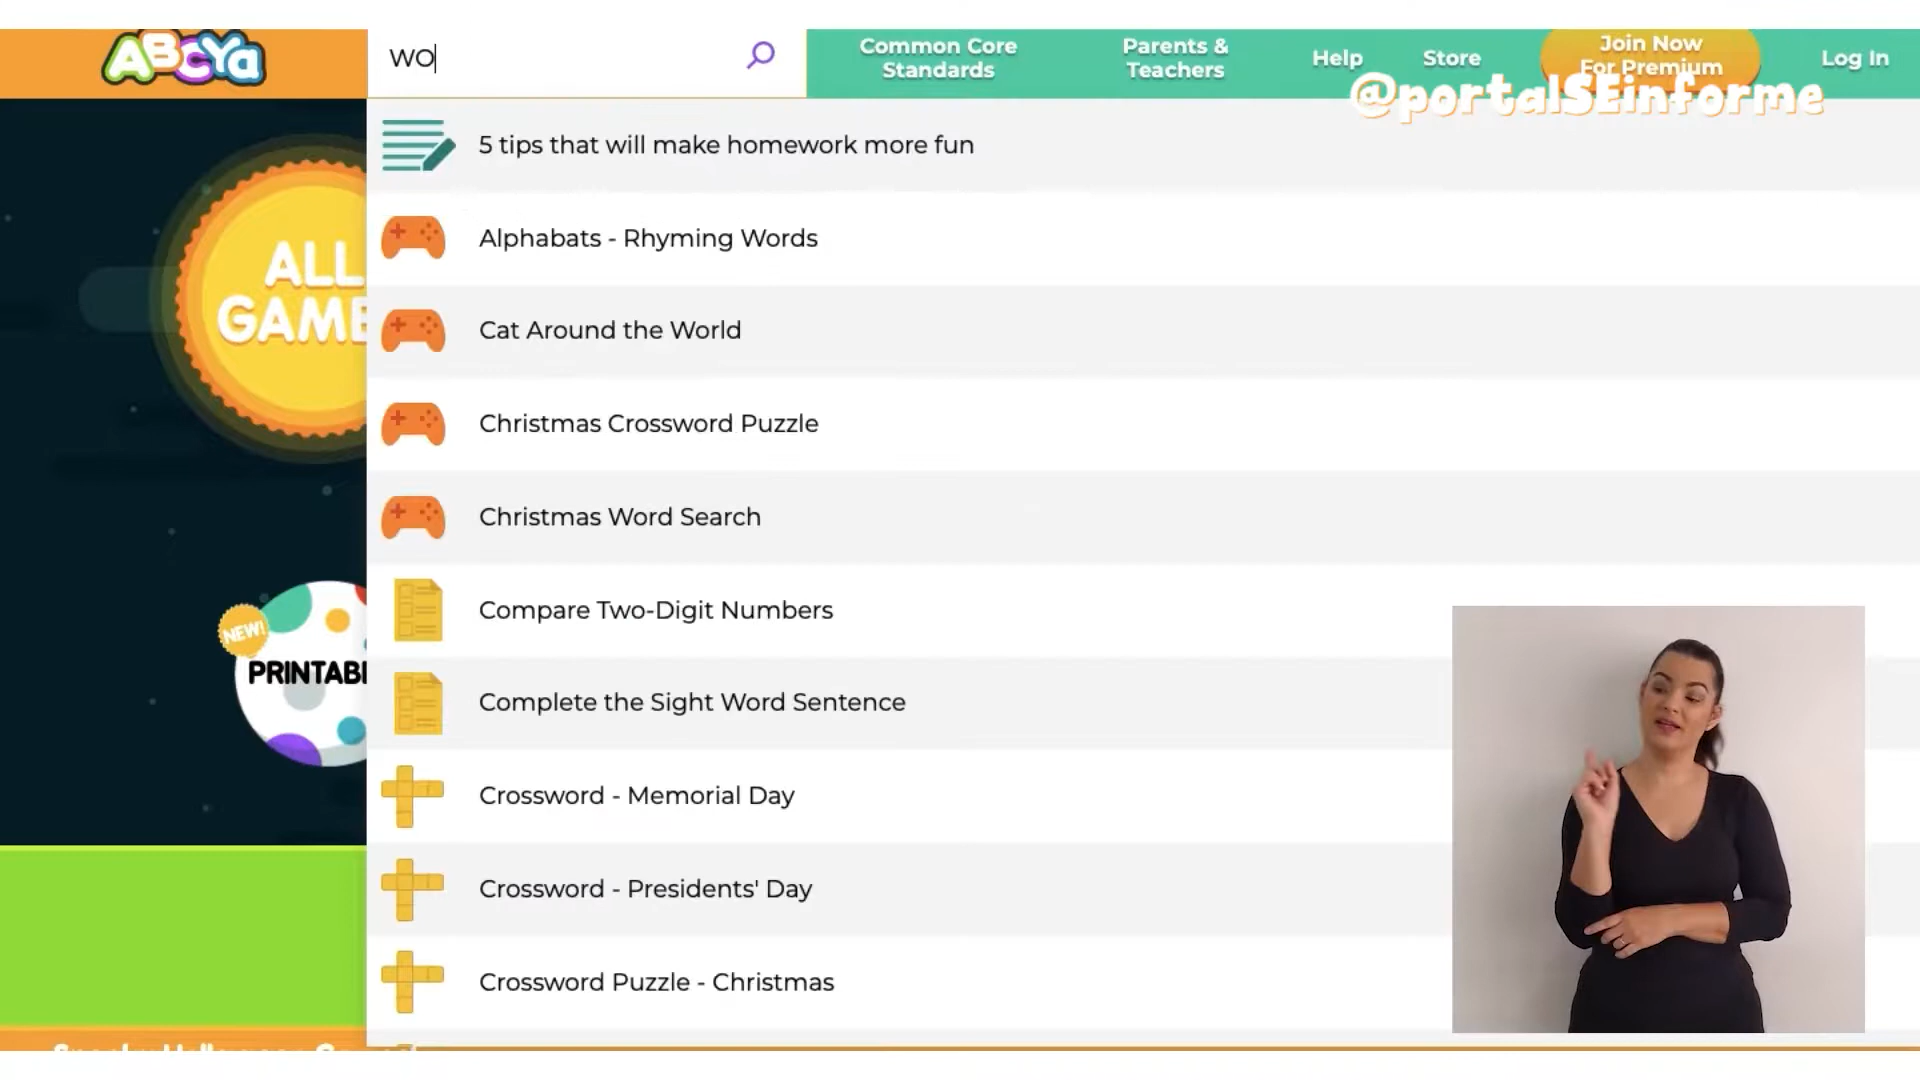 ABCYa
wo
Common Core
Standards
Parents &
Teachers
Help
Store
Join Now
For Premium
Log In
@portalSEinforme
5 tips that will make homework more fun
ALL
GAME
Alphabats - Rhyming Words
Cat Around the World
Christmas Crossword Puzzle
Christmas Word Search
Compare Two-Digit Numbers
NEW!
PRINTAB
Complete the Sight Word Sentence
Crossword - Memorial Day
Crossword - Presidents' Day
Crossword Puzzle - Christmas